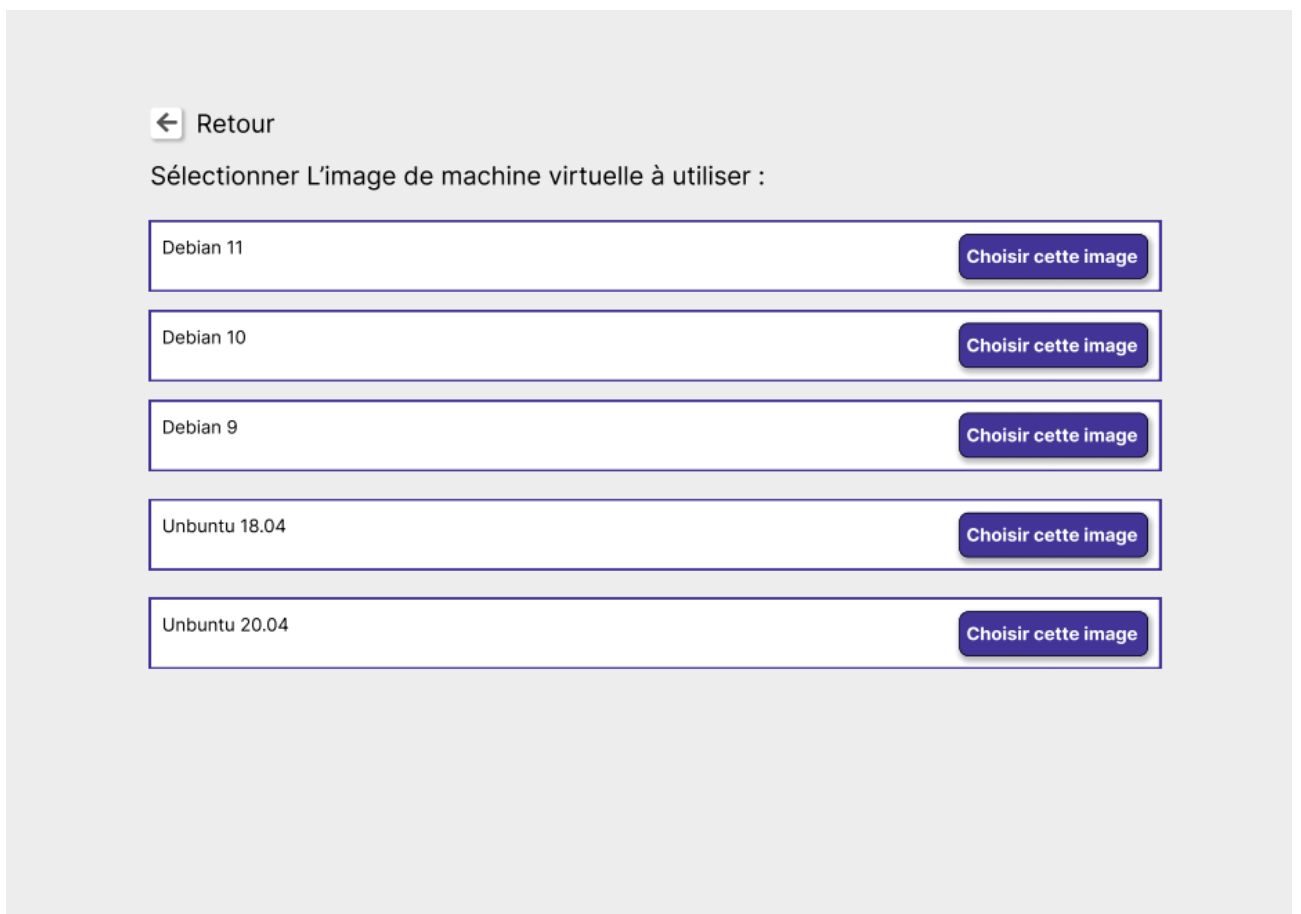 Retour
Sélectionner L’image de machine virtuelle à utiliser :
Debian 11
Choisir cette image
Debian 10
Choisir cette image
Debian 9
Choisir cette image
Unbuntu 18.04
Choisir cette image
Unbuntu 20.04
Choisir cette image